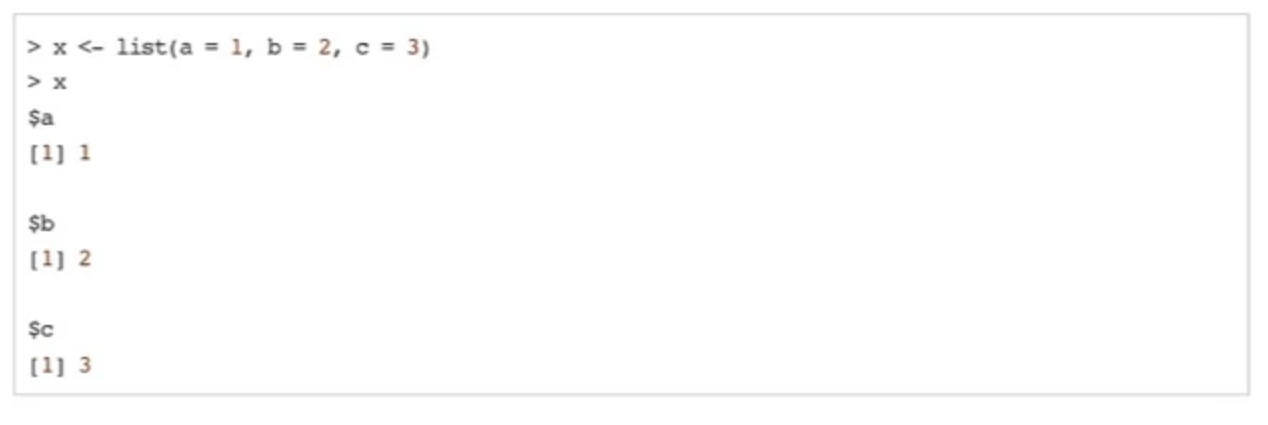 > x <- list(a = 1, b = 2, c = 3)
> x
$a
[1] 1
$b
[1] 2
$c
[1] 3